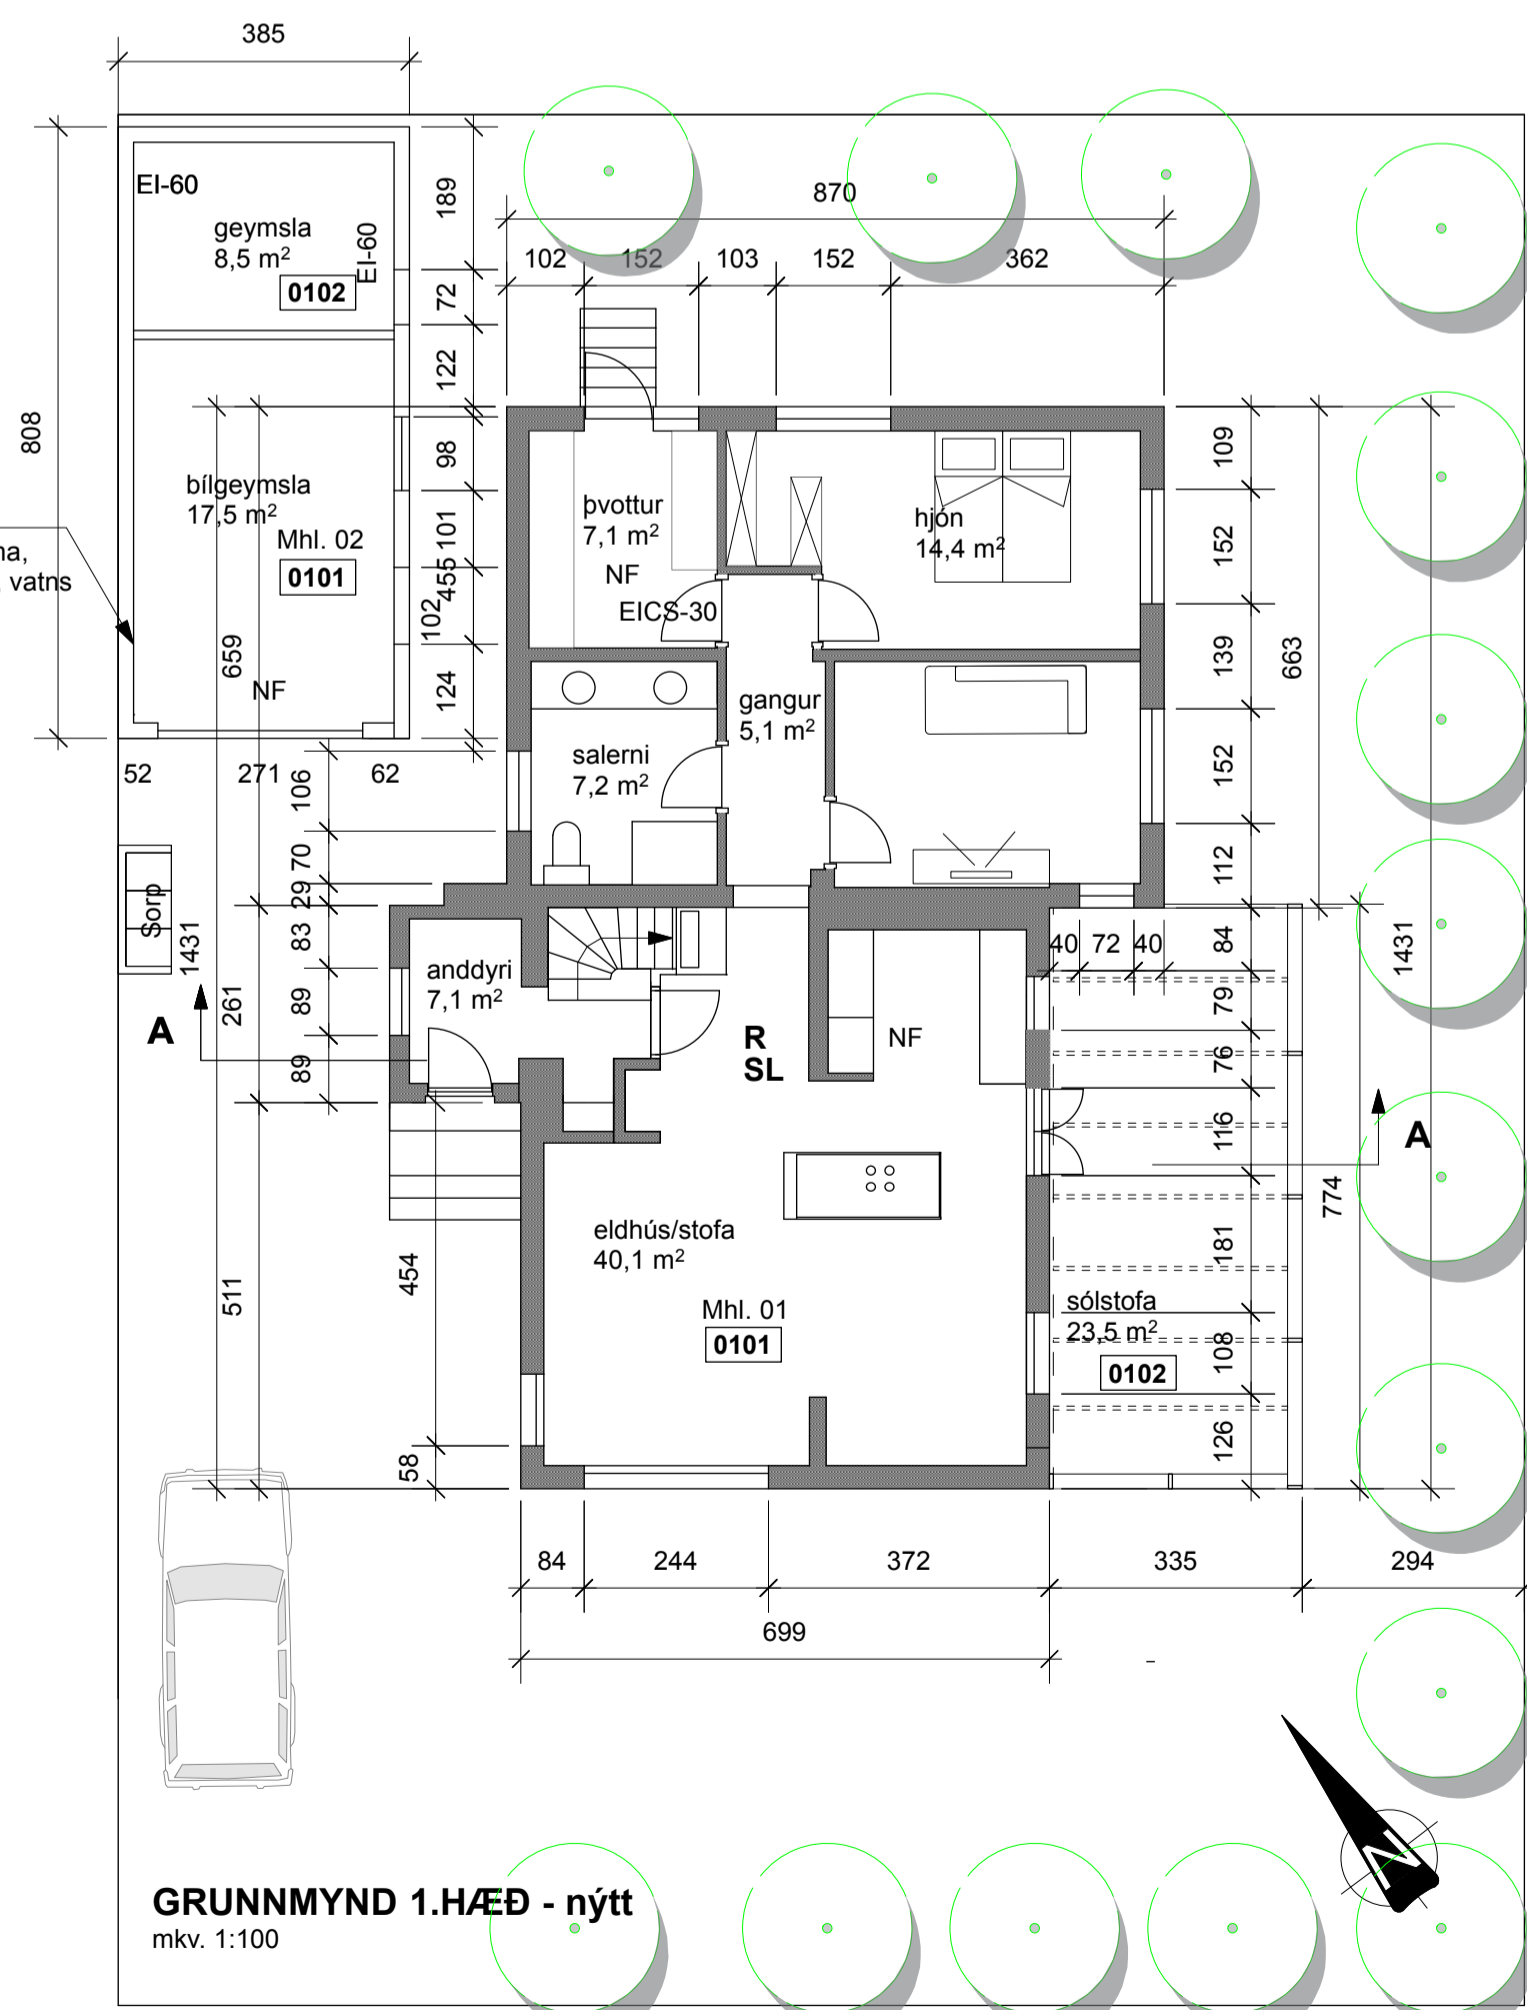 385
EI-60
geymsla
8,5 m²
EI-60
0102
189
72
122
98
101
455
102
124
808
bílgeymsla
17,5 m²
Mhl. 02
0101
na,
vatns
659
NF
52
271
62
870
102
152
103
152
362
þvottur
7,1 m²
NF
EICS-30
hjón
14,4 m²
gangur
5,1 m²
salerni
7,2 m²
109
152
139
152
112
663
106
70
29
83
89
89
Sorp
1431
261
A
anddyri
7,1 m²
R
SL
NF
40
72
40
84
79
76
116
181
108
126
1431
774
A
eldhús/stofa
40,1 m²
Mhl. 01
0101
sólstofa
23,5 m²
0102
511
454
58
84
244
372
335
294
699
N
GRUNNMYND 1.HÆÐ - nýtt
mkv. 1:100